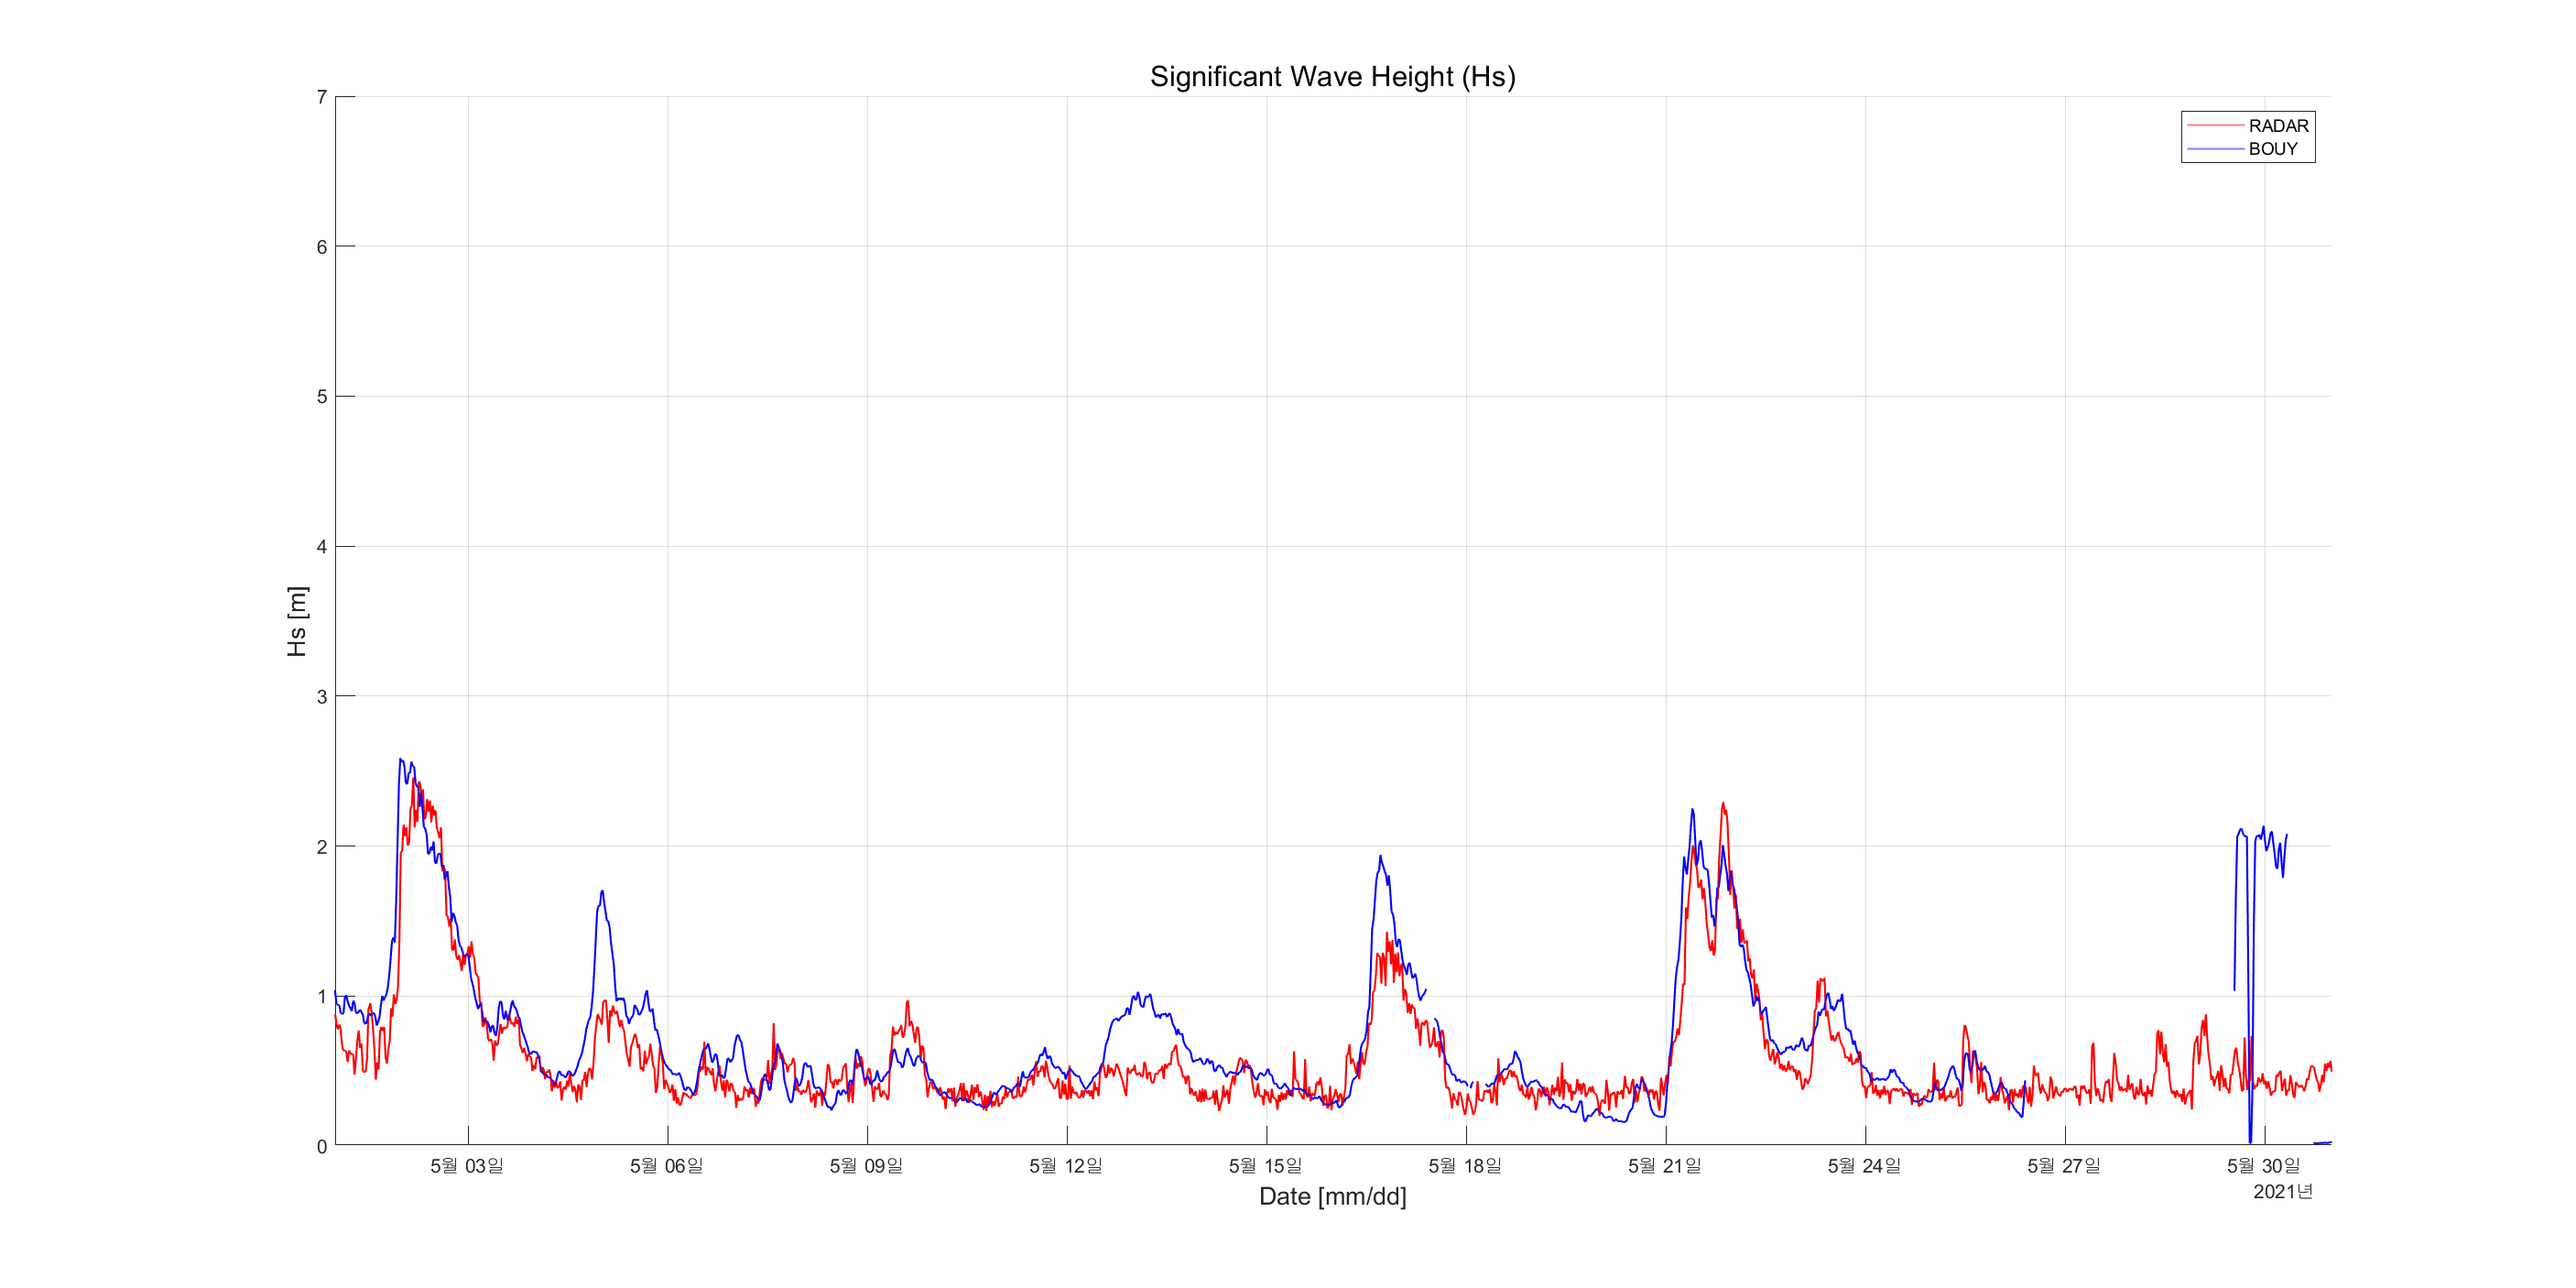 Significant Wave Height (Hs)
RADAR
BOUY
7
6
5
4
3
2
1
0
Hs [m]
5월 03일
5월 06일
5월 09일
5월 12일
5월 15일
5월 18일
5월 21일
5월 24일
5월 27일
5월 30일
2021년
Date [mm/dd]